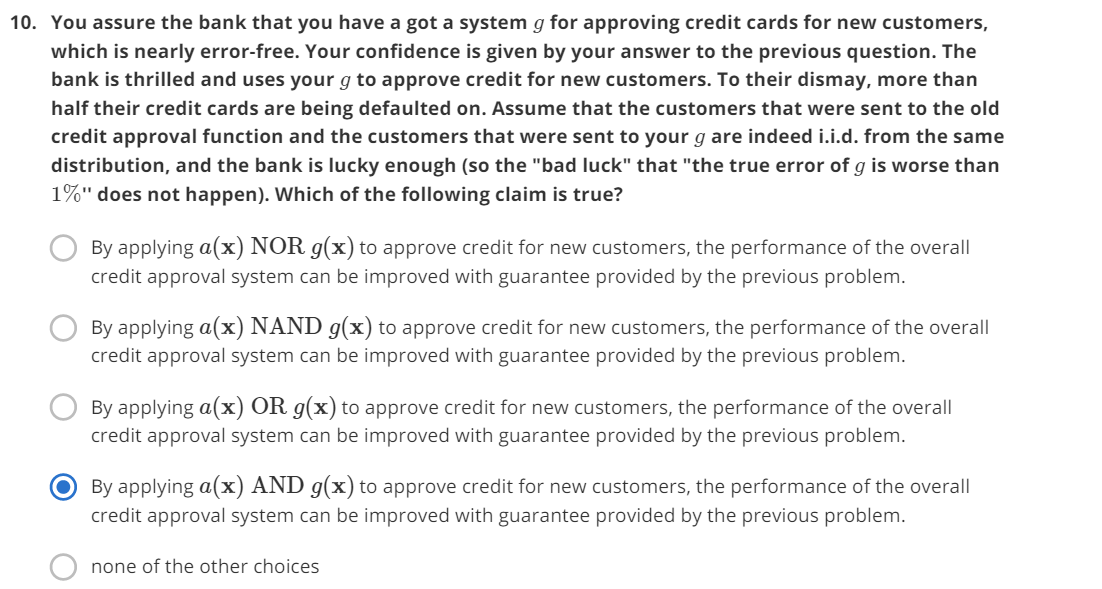 10. You assure the bank that you have a got a system g for approving credit cards for new customers,
which is nearly error-free. Your confidence is given by your answer to the previous question. The
bank is thrilled and uses your g to approve credit for new customers. To their dismay, more than
half their credit cards are being defaulted on. Assume that the customers that were sent to the old
credit approval function and the customers that were sent to your g are indeed i.i.d. from the same
distribution, and the bank is lucky enough (so the "bad luck" that "the true error of g is worse than
1%" does not happen). Which of the following claim is true?
By applying a(x) NOR g(x) to approve credit for new customers, the performance of the overall
credit approval system can be improved with guarantee provided by the previous problem.
By applying a(x) NAND g(x) to approve credit for new customers, the performance of the overall
credit approval system can be improved with guarantee provided by the previous problem.
By applying a(x) OR g(x) to approve credit for new customers, the performance of the overall
credit approval system can be improved with guarantee provided by the previous problem.
By applying a(x) AND g(x) to approve credit for new customers, the performance of the overall
credit approval system can be improved with guarantee provided by the previous problem.
none of the other choices